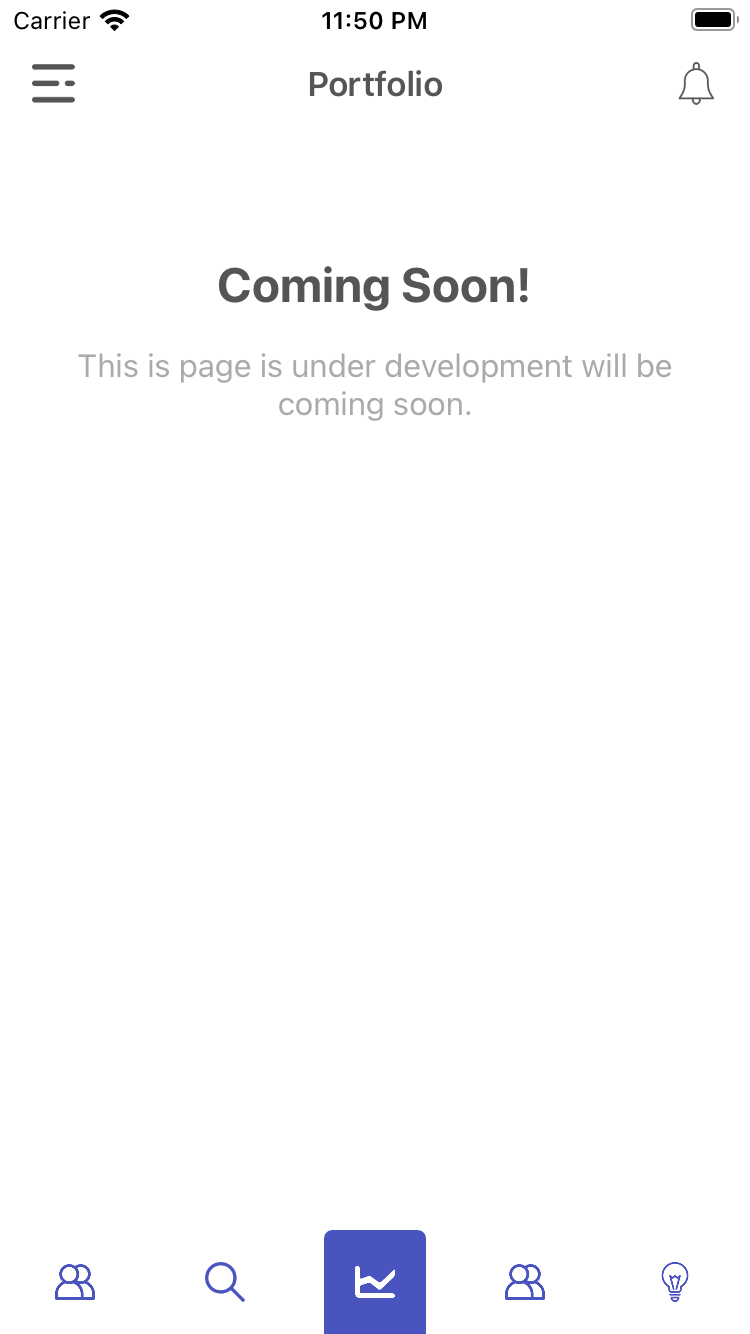 Carrier
11:50 PM
Portfolio
Coming Soon!
This is page is under development will be
coming soon.